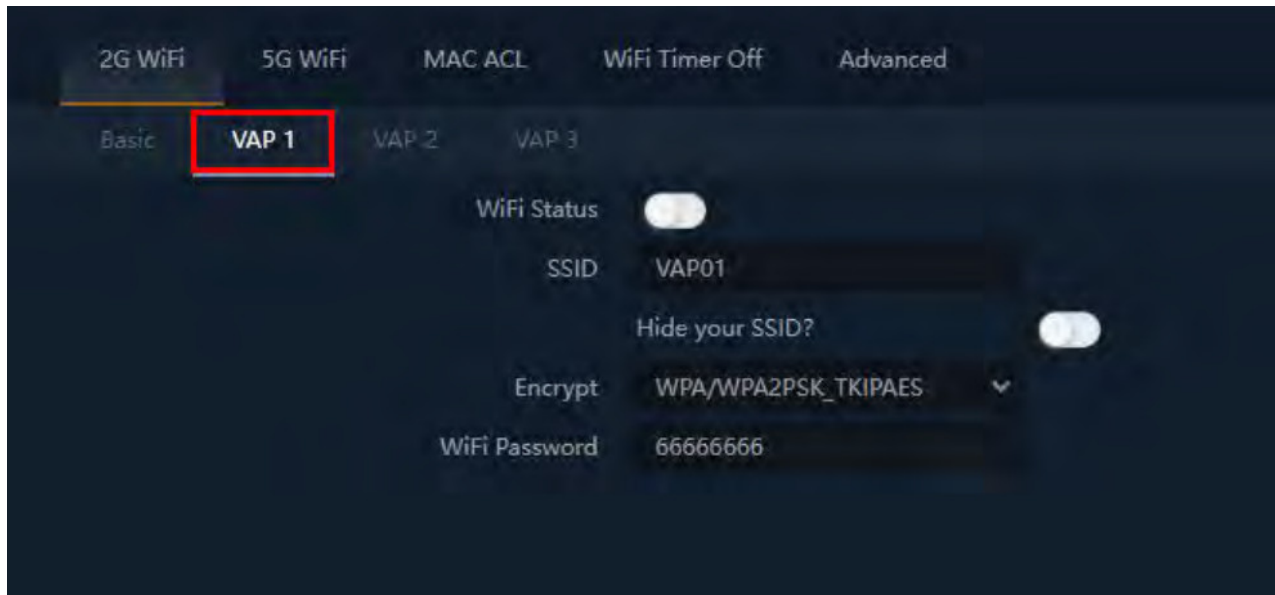 2G WiFi 5G WiFi MAC ACL WiFi Timer Off Advanced
Basic VAP 1 VAP 2 VAP 3
WiFi Status
SSID VAP01
Hide your SSID?
Encrypt WPA/WPA2PSK_TKIPAES
WiFi Password 66666666